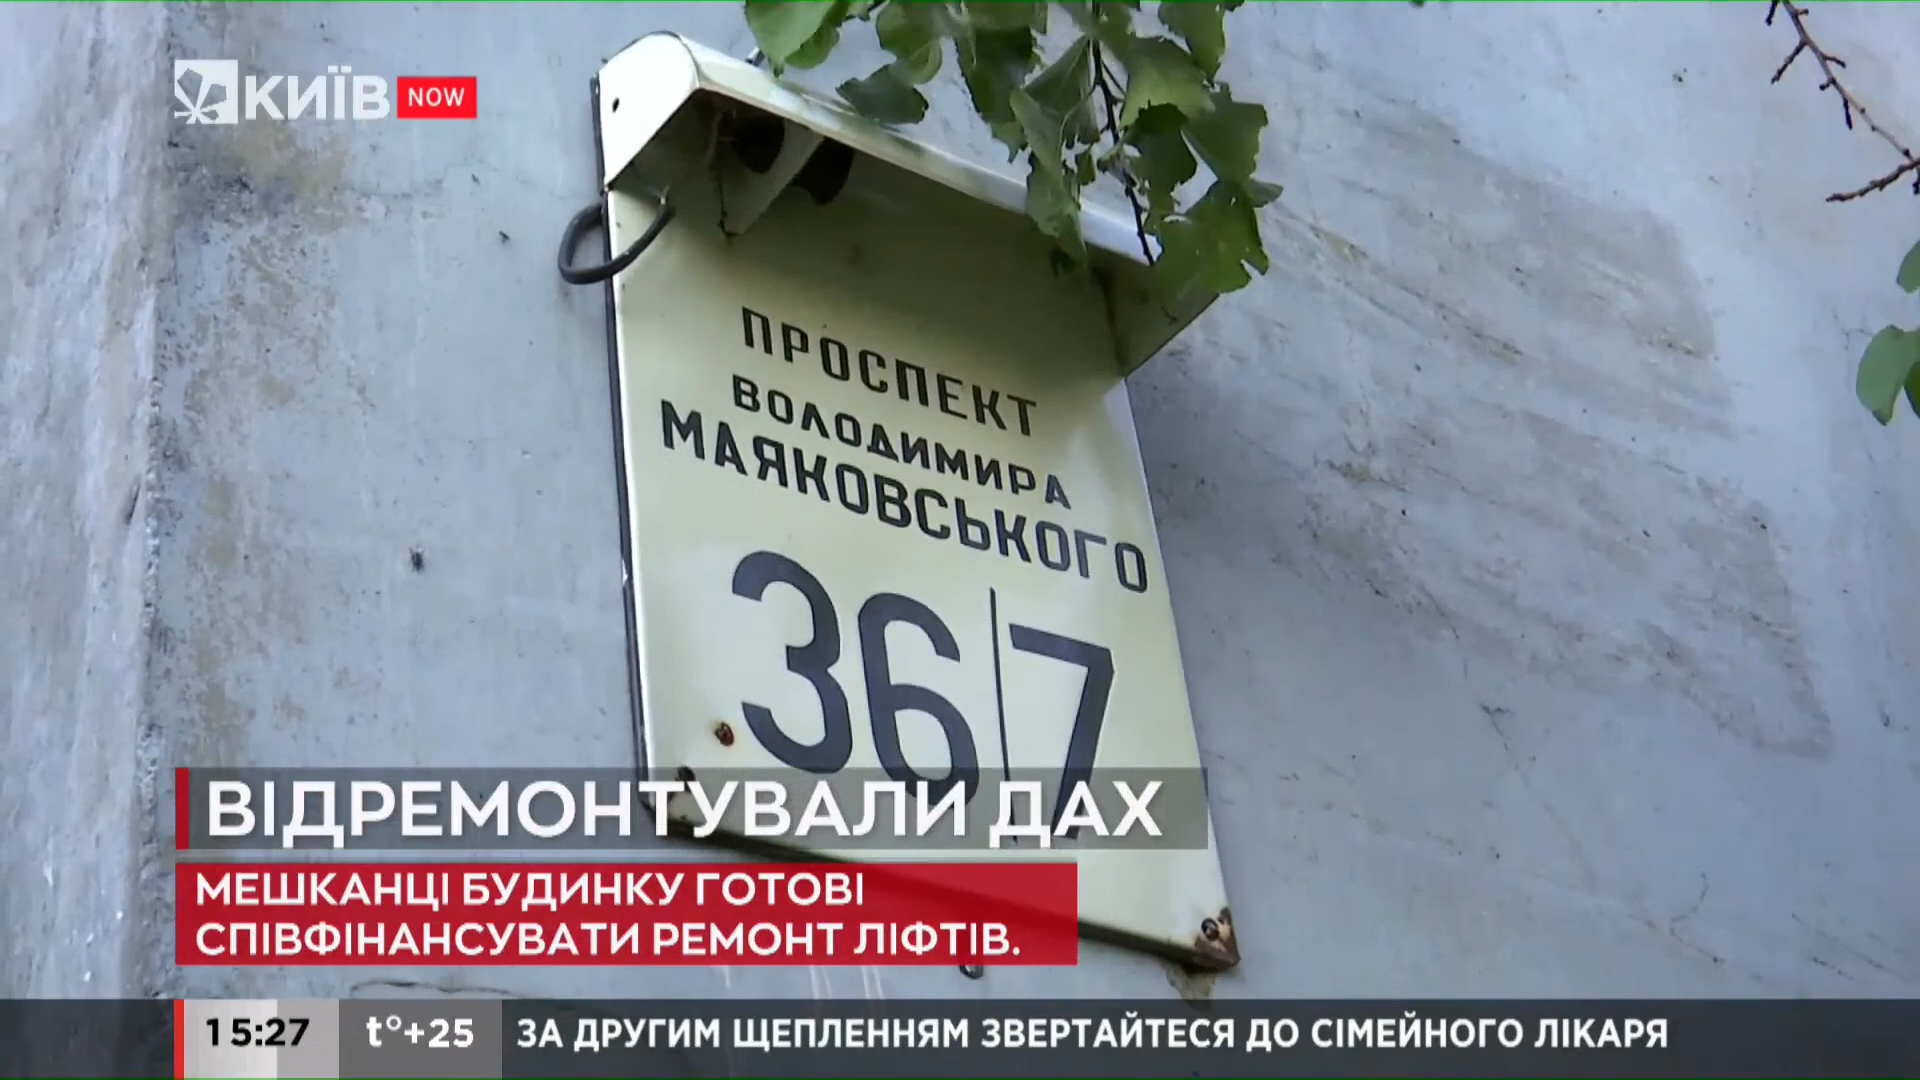 КИЇВ NOW
ПРОСПЕКТ
ВОЛОДИМИРА
МАЯКОВСЬКОГО
36/7
ВІДРЕМОНТУВАЛИ ДАХ
МЕШКАНЦІ БУДИНКУ ГОТОВІ
СПІВФІНАНСУВАТИ РЕМОНТ ЛІФТІВ.
15:27 t°+25 ЗА ДРУГИМ ЩЕПЛЕННЯМ ЗВЕРТАЙТЕСЯ ДО СІМЕЙНОГО ЛІКАРЯ